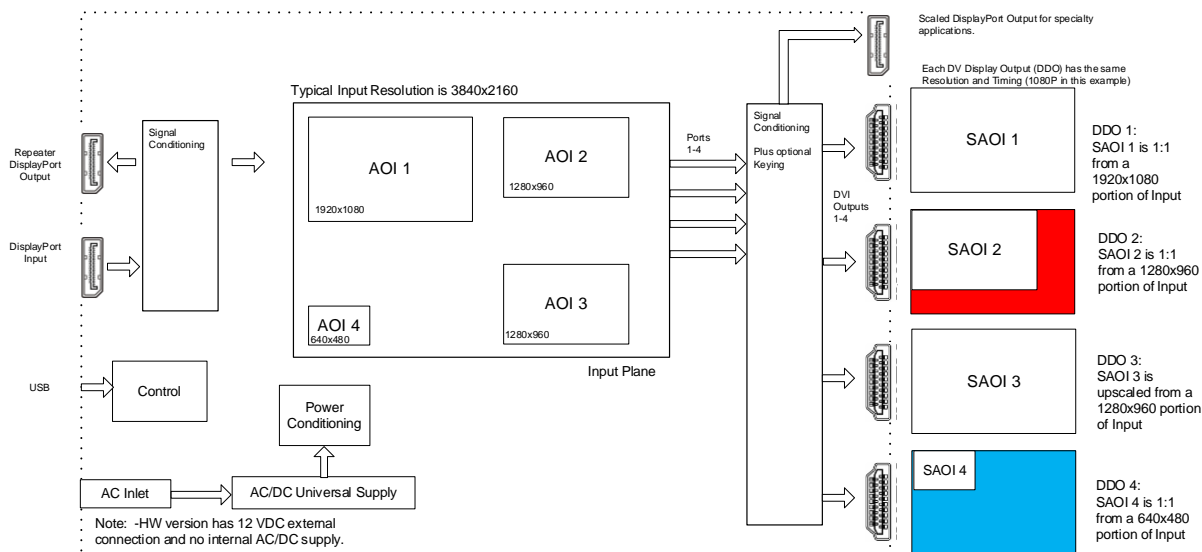 Scaled DisplayPort Output for specialty
applications.
Each DV Display Output (DDO) has the same
Resolution and Timing (1080P in this example)
Typical Input Resolution is 3840x2160
Repeater
DisplayPort
Output
DisplayPort
Input
Signal
Conditioning
AOI 1
1920x1080
AOI 2
1280x960
AOI 3
1280x960
AOI 4
640x480
Input Plane
Ports
1-4
Signal
Conditioning
Plus optional
Keying
DVI
Outputs
1-4
SAOI 1
DDO 1:
SAOI 1 is 1:1
from a
1920x1080
portion of Input
SAOI 2
DDO 2:
SAOI 2 is 1:1
from a 1280x960
portion of Input
SAOI 3
DDO 3:
SAOI 3 is
upscaled from a
1280x960 portion
of Input
SAOI 4
DDO 4:
SAOI 4 is 1:1
from a 640x480
portion of Input
USB
Control
Power
Conditioning
AC Inlet
AC/DC Universal Supply
Note: -HW version has 12 VDC external
connection and no internal AC/DC supply.